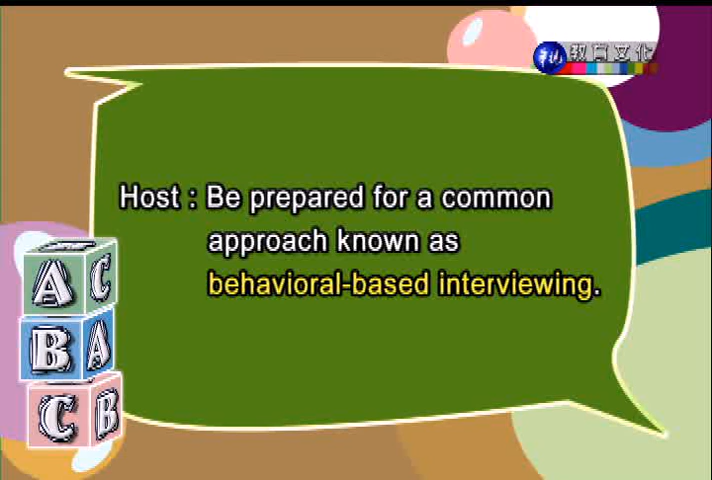 教育文化
Host : Be prepared for a common
approach known as
behavioral-based interviewing.
A
C
B
A
C
B